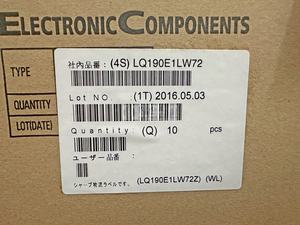 ELECTRONIC COMPONENTS
TYPE
QUANTITY
LOT(DATE)
社内品番 : (4S) LQ190E1LW72
Lot NO : (1T) 2016.05.03
Quantity : (Q) 10 pcs
ユーザー品番 :
(LQ190E1LW72Z) (WL)
シャープ物流ラベルです。